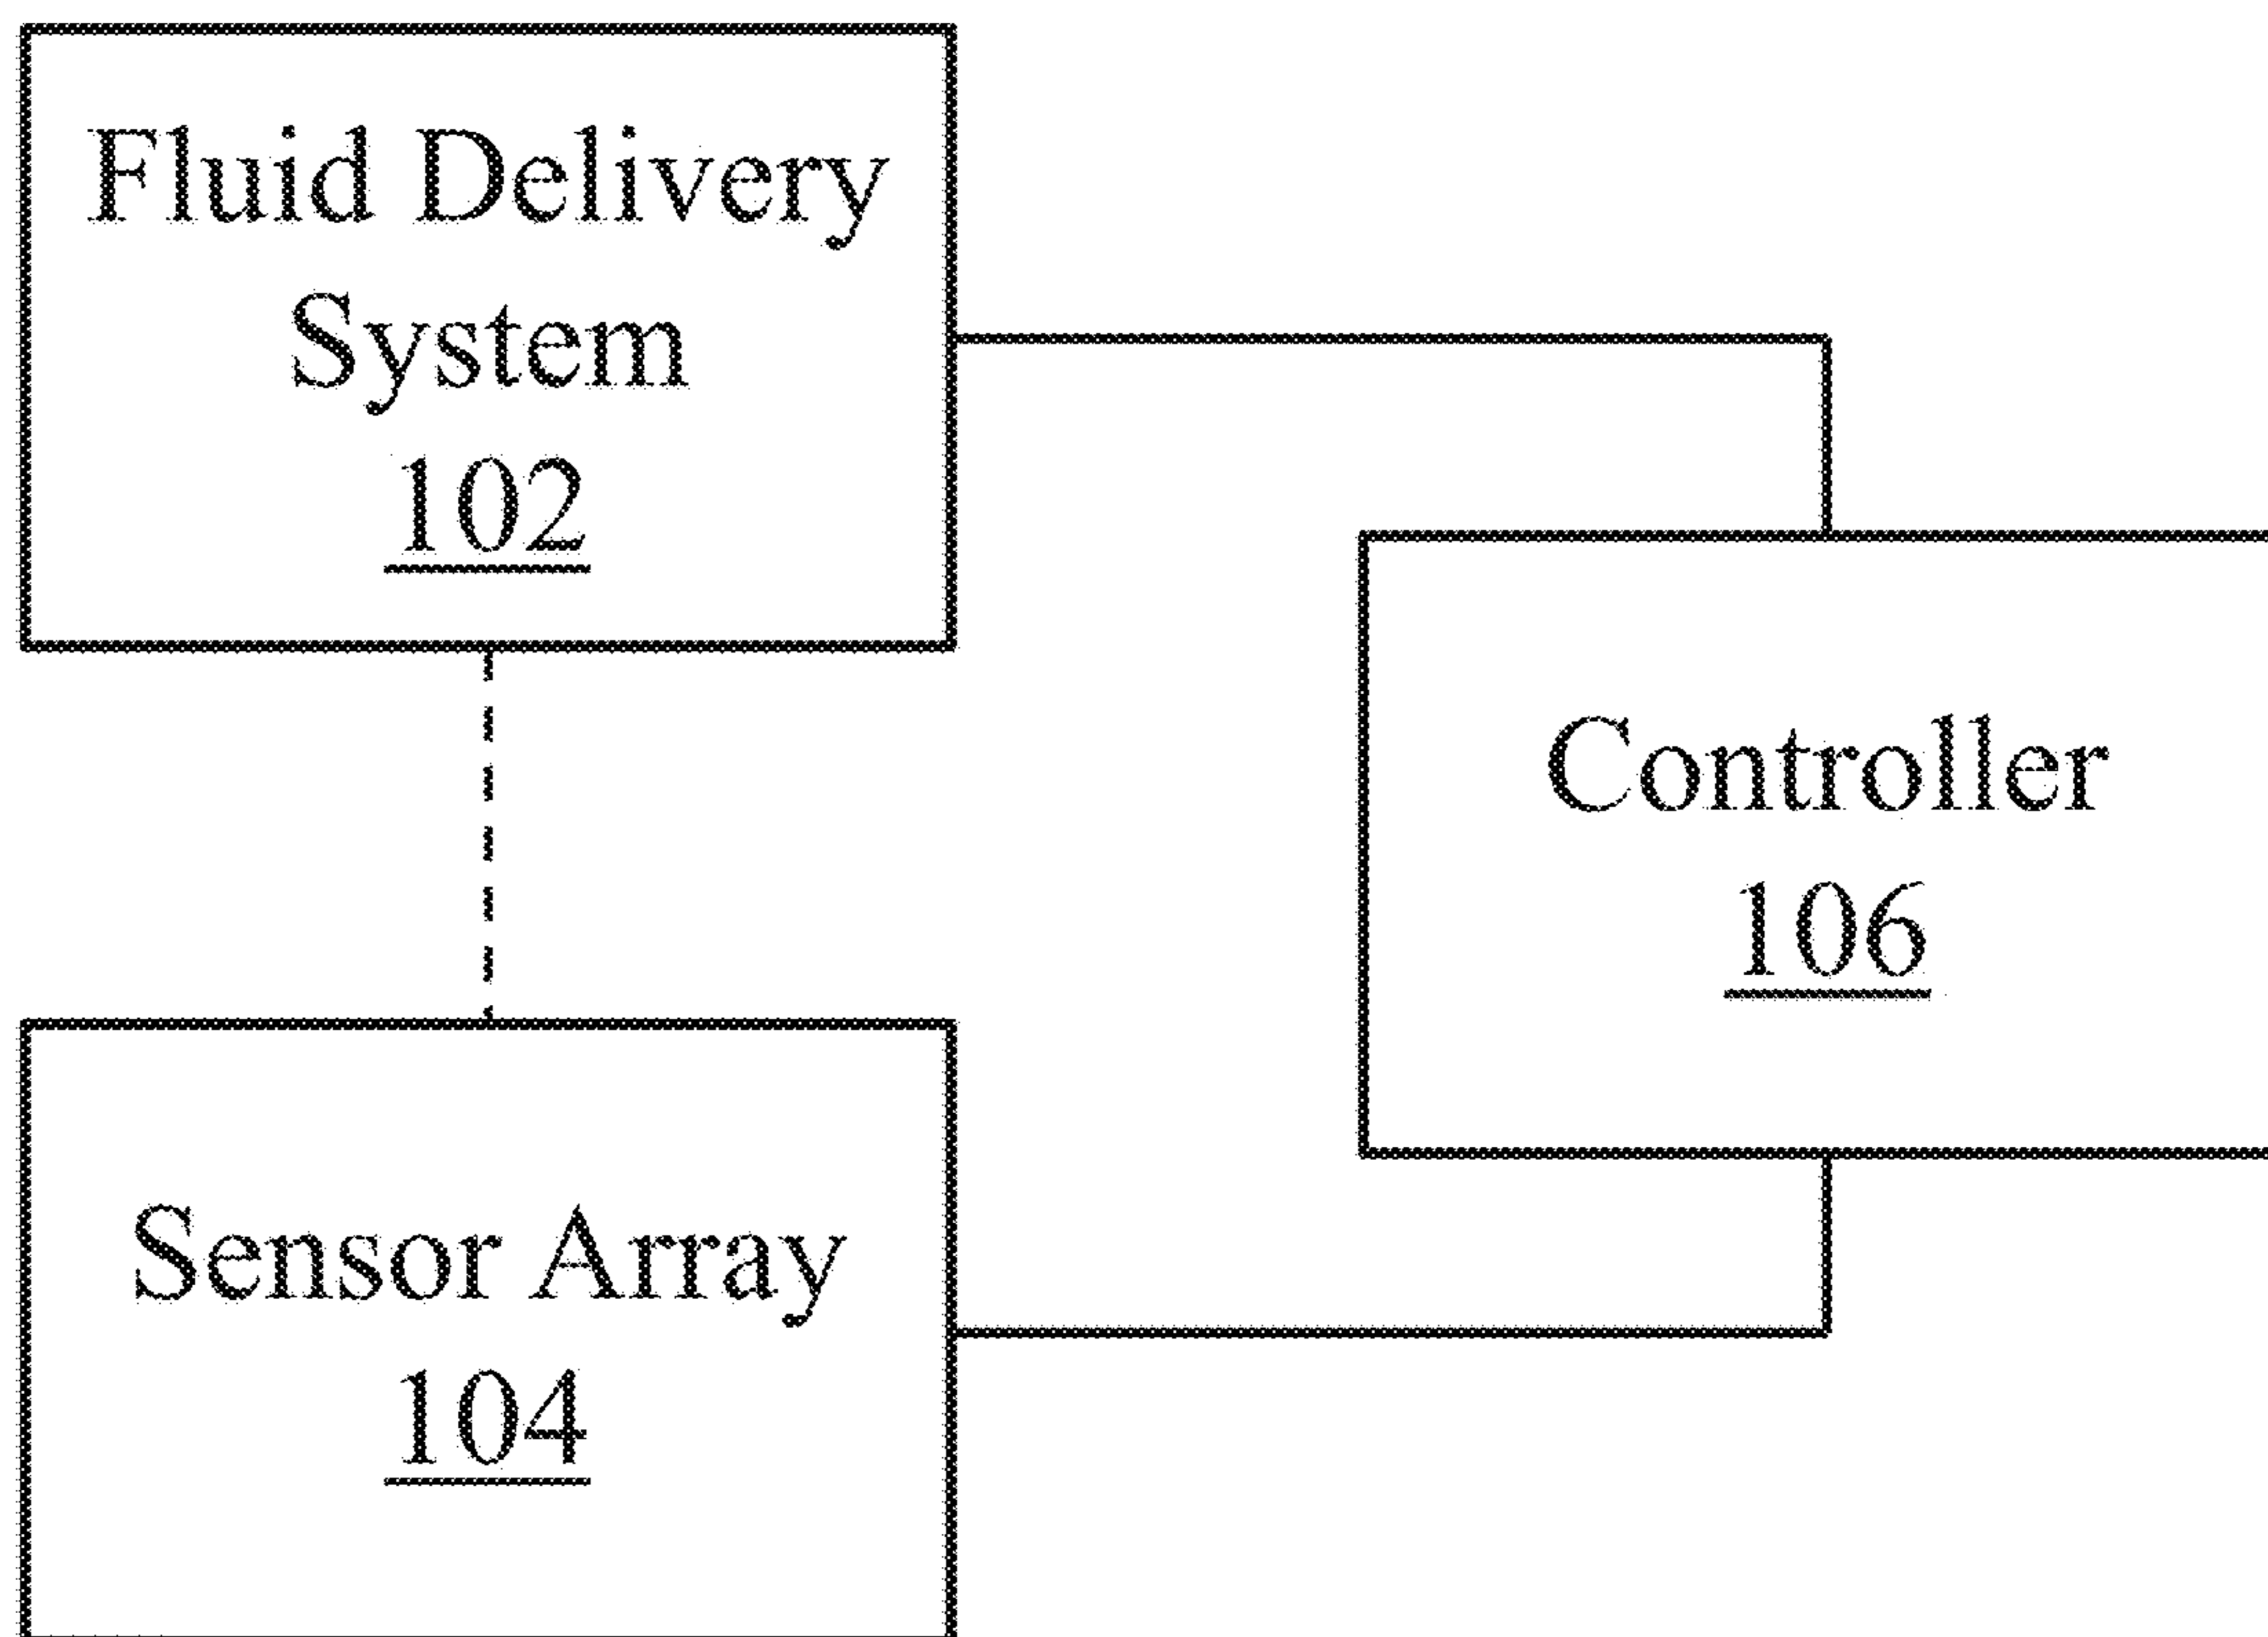 Fluid Delivery
System
102
Controller
106
Sensor Array
104